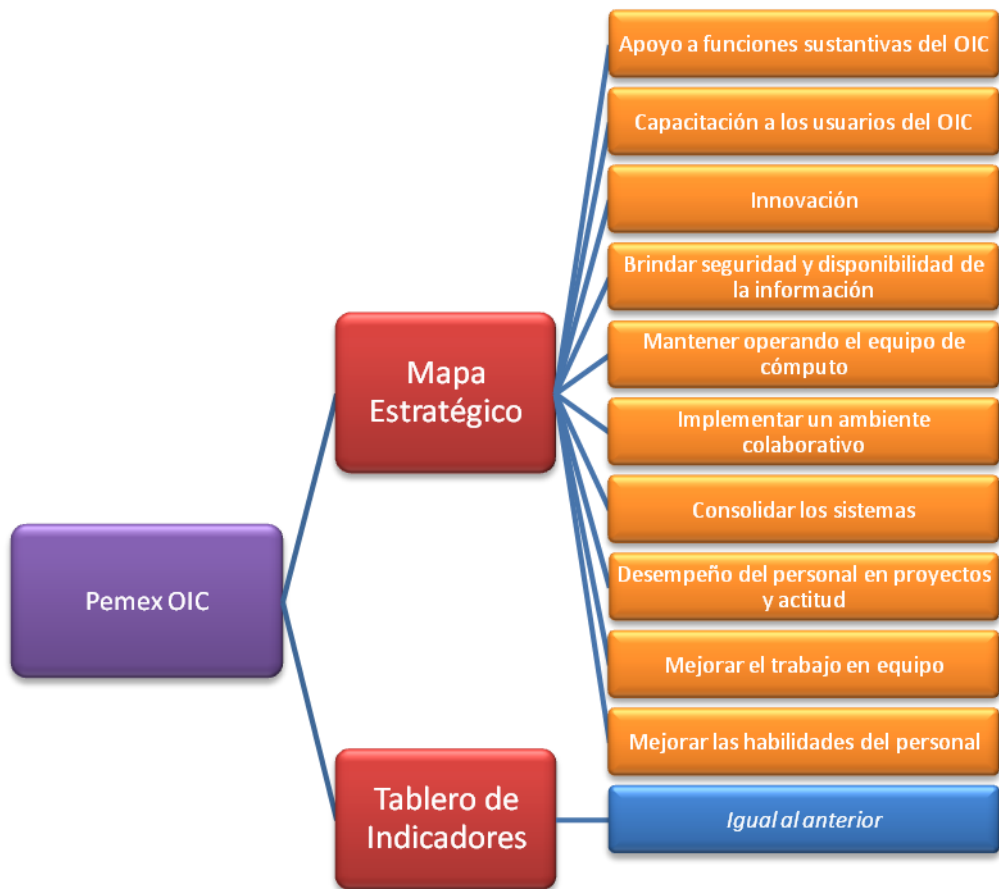 Pemex OIC
Mapa
Estratégico
Apoyo a funciones sustantivas del OIC
Capacitación a los usuarios del OIC
Innovación
Brindar seguridad y disponibilidad de
la información
Mantener operando el equipo de
cómputo
Implementar un ambiente
colaborativo
Consolidar los sistemas
Desempeño del personal en proyectos
y actitud
Mejorar el trabajo en equipo
Mejorar las habilidades del personal
Tablero de
Indicadores
Igual al anterior